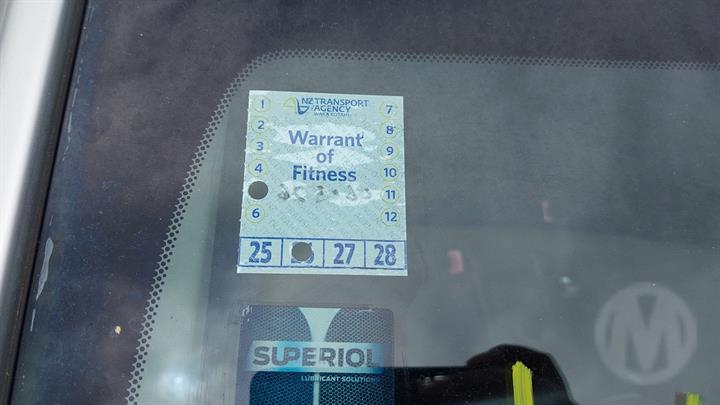 NZ TRANSPORT
AGENCY
WAKA KOTAHI
1 7
2 8
3 9
4 10
11
6 12
Warrant
of
Fitness
25 27 28
SUPERIOL
LUBRICANT SOLUTIONS
M